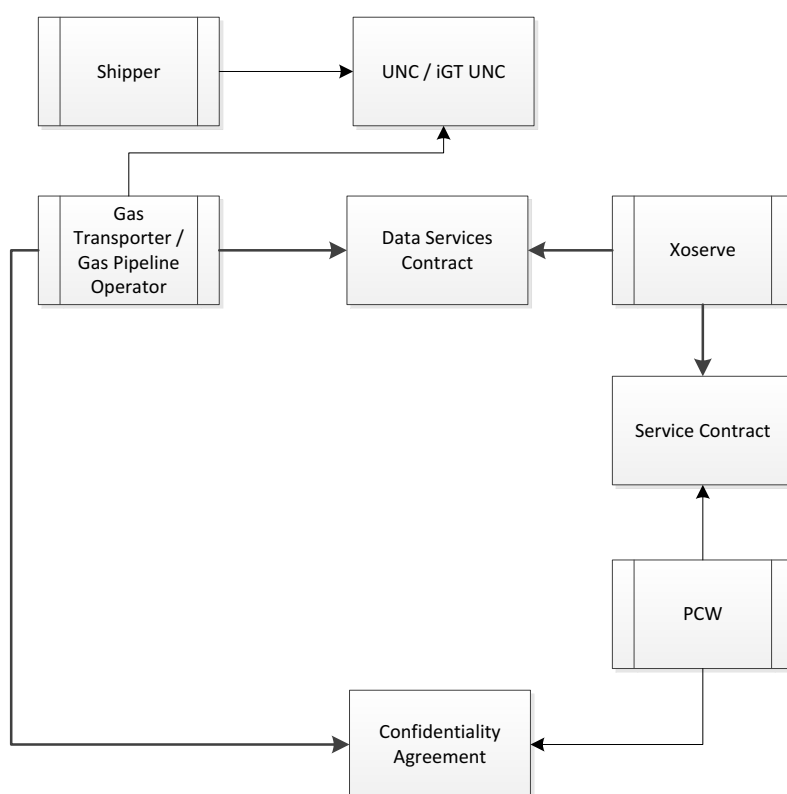 Shipper
UNC / iGT UNC
Gas
Transporter /
Gas Pipeline
Operator
Data Services
Contract
Xoserve
Service Contract
PCW
Confidentiality
Agreement